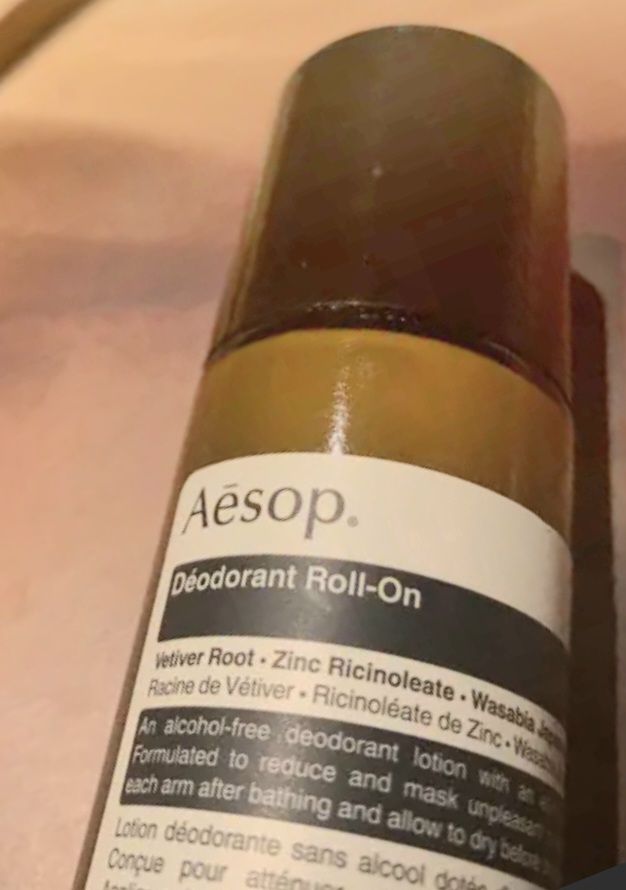 Aēsop.
Déodorant Roll-On
Vetiver Root • Zinc Ricinoleate • Wasabia
Racine de Vétiver • Ricinoléate de Zinc •
An alcohol-free deodorant lotion with an
Formulated to reduce and mask unpleasant
each arm after bathing and allow to dry before
Lotion déodorante sans alcool
Conçue pour